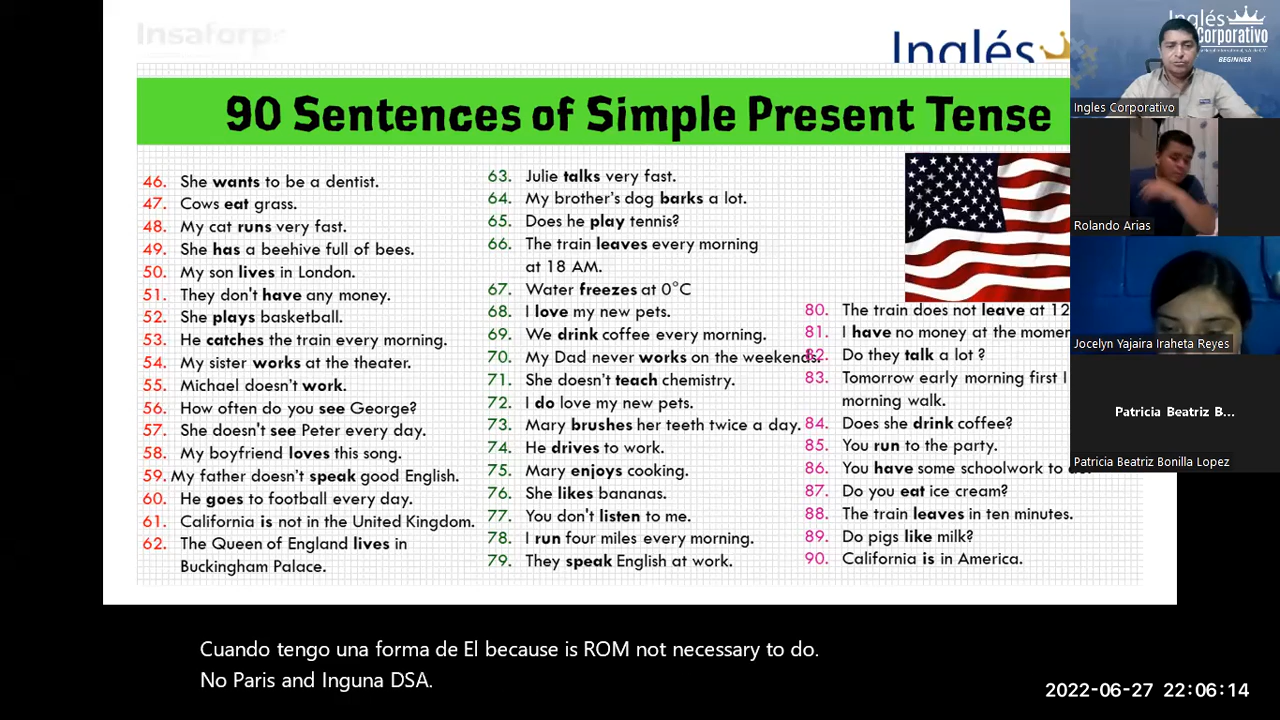 Insaforp
Inglés
90 Sentences of Simple Present Tense
46. She wants to be a dentist.
47. Cows eat grass.
48. My cat runs very fast.
49. She has a beehive full of bees.
50. My son lives in London.
51. They don't have any money.
52. She plays basketball.
53. He catches the train every morning.
54. My sister works at the theater.
55. Michael doesn't work.
56. How often do you see George?
57. She doesn't see Peter every day.
58. My boyfriend loves this song.
59. My father doesn't speak good English.
60. He goes to football every day.
61. California is not in the United Kingdom.
62. The Queen of England lives in
Buckingham Palace.
63. Julie talks very fast.
64. My brother's dog barks a lot.
65. Does he play tennis?
66. The train leaves every morning
at 18 AM.
67. Water freezes at 0°C
68. I love my new pets.
69. We drink coffee every morning.
70. My Dad never works on the weekends.
71. She doesn't teach chemistry.
72. I do love my new pets.
73. Mary brushes her teeth twice a day.
74. He drives to work.
75. Mary enjoys cooking.
76. She likes bananas.
77. You don't listen to me.
78. I run four miles every morning.
79. They speak English at work.
80. The train does not leave at 12
81. I have no money at the momen
82. Do they talk a lot ?
83. Tomorrow early morning first I
morning walk.
84. Does she drink coffee?
85. You run to the party.
86. You have some schoolwork to do.
87. Do you eat ice cream?
88. The train leaves in ten minutes.
89. Do pigs like milk?
90. California is in America.
Inglés
Corporativo
BEGINNER
Ingles Corporativo
Rolando Arias
Jocelyn Yajaira Iraheta Reyes
Patricia Beatriz B...
Patricia Beatriz Bonilla Lopez
Cuando tengo una forma de El because is ROM not necessary to do.
No Paris and Inguna DSA.
2022-06-27 22:06:14